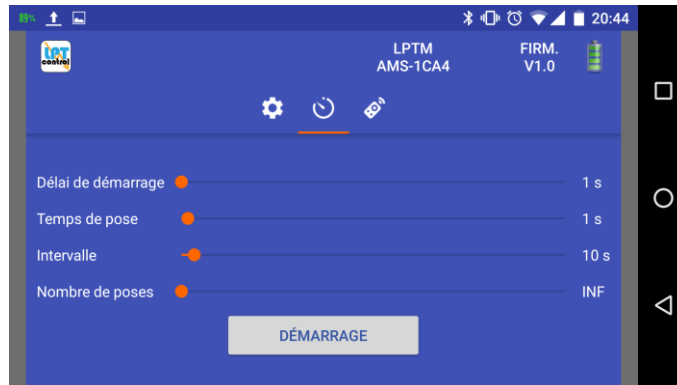 89% 20:44
LPT control
LPTM AMS-1CA4
FIRM. V1.0
Délai de démarrage 1 s
Temps de pose 1 s
Intervalle 10 s
Nombre de poses INF
DÉMARRAGE